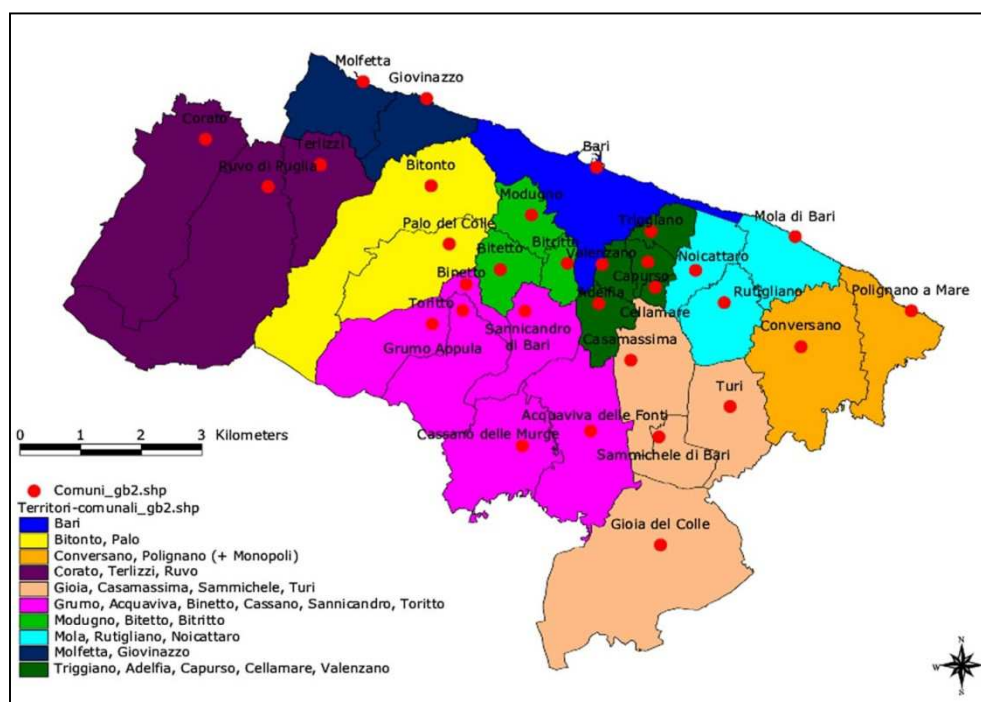 Molfetta
Giovinazzo
Corato
Terlizzi
Bari
Ruvo di Puglia
Bitonto
Modugno
Palo del Colle
Triggiano
Mola di Bari
Bitetto
Bitritto
Valenzano
Noicattaro
Binetto
Capurso
Adelfia
Rutigliano
Polignano a Mare
Toritto
Cellamare
Sannicandro
di Bari
Conversano
Grumo Appula
Casamassima
Turi
Acquaviva delle Fonti
Cassano delle Murge
Sammichele di Bari
Gioia del Colle
0 1 2 3 Kilometers
Comuni_gb2.shp
Territori-comunali_gb2.shp
Bari
Bitonto, Palo
Conversano, Polignano (+ Monopoli)
Corato, Terlizzi, Ruvo
Gioia, Casamassima, Sammichele, Turi
Grumo, Acquaviva, Binetto, Cassano, Sannicandro, Toritto
Modugno, Bitetto, Bitritto
Mola, Rutigliano, Noicattaro
Molfetta, Giovinazzo
Triggiano, Adelfia, Capurso, Cellamare, Valenzano
N
W E
S